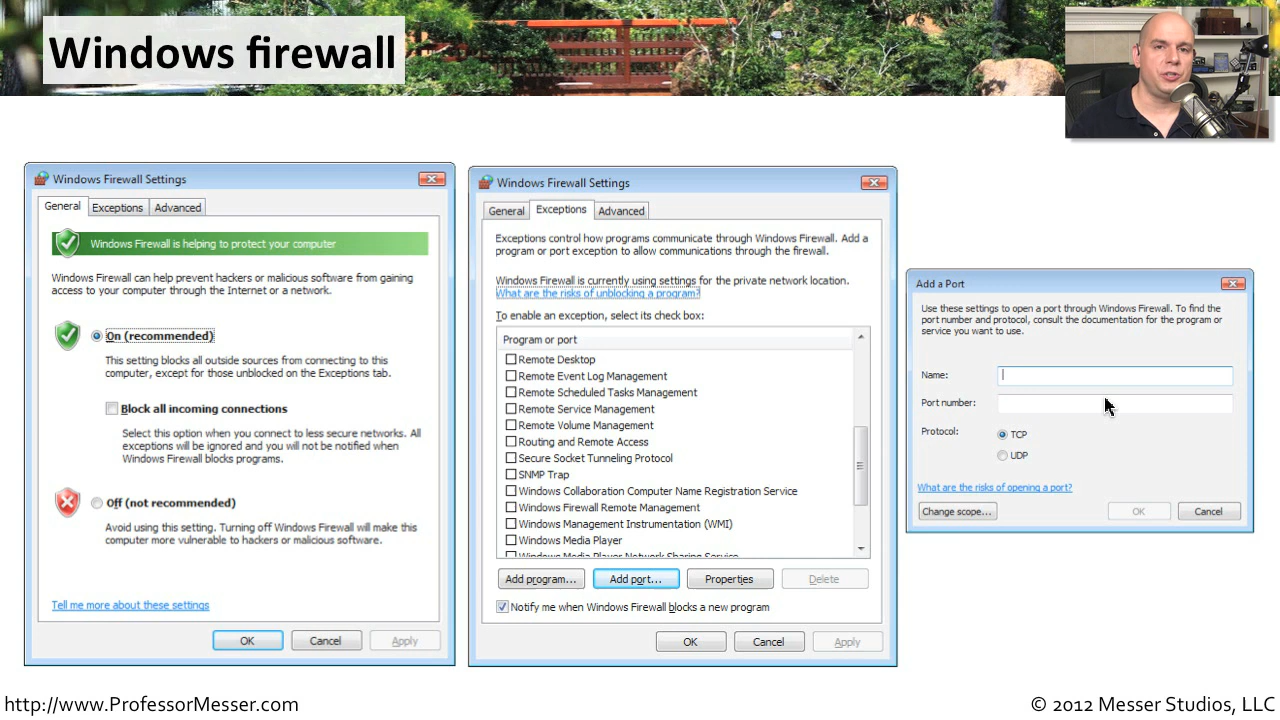 Windows firewall
Windows Firewall Settings
General
Exceptions
Advanced
Windows Firewall is helping to protect your computer
Windows Firewall can help prevent hackers or malicious software from gaining
access to your computer through the Internet or a network.
On (recommended)
This setting blocks all outside sources from connecting to this
computer, except for those unblocked on the Exceptions tab.
Block all incoming connections
Select this option when you connect to less secure networks. All
exceptions will be ignored and you will not be notified when
Windows Firewall blocks programs.
Off (not recommended)
Avoid using this setting. Turning off Windows Firewall will make this
computer more vulnerable to hackers or malicious software.
Tell me more about these settings
OK
Cancel
Apply
Windows Firewall Settings
General
Exceptions
Advanced
Exceptions control how programs communicate through Windows Firewall. Add a
program or port exception to allow communications through the firewall.
Windows Firewall is currently using settings for the private network location.
What are the risks of unblocking a program?
To enable an exception, select its check box:
Program or port
Remote Desktop
Remote Event Log Management
Remote Scheduled Tasks Management
Remote Service Management
Remote Volume Management
Routing and Remote Access
Secure Socket Tunneling Protocol
SNMP Trap
Windows Collaboration Computer Name Registration Service
Windows Firewall Remote Management
Windows Management Instrumentation (WMI)
Windows Media Player
Windows Media Player Network Sharing Service
Add program...
Add port...
Properties
Delete
Notify me when Windows Firewall blocks a new program
OK
Cancel
Apply
Add a Port
Use these settings to open a port through Windows Firewall. To find the
port number and protocol, consult the documentation for the program or
service you want to use.
Name:
Port number:
Protocol:
TCP
UDP
What are the risks of opening a port?
Change scope...
OK
Cancel
http://www.ProfessorMesser.com
© 2012 Messer Studios, LLC